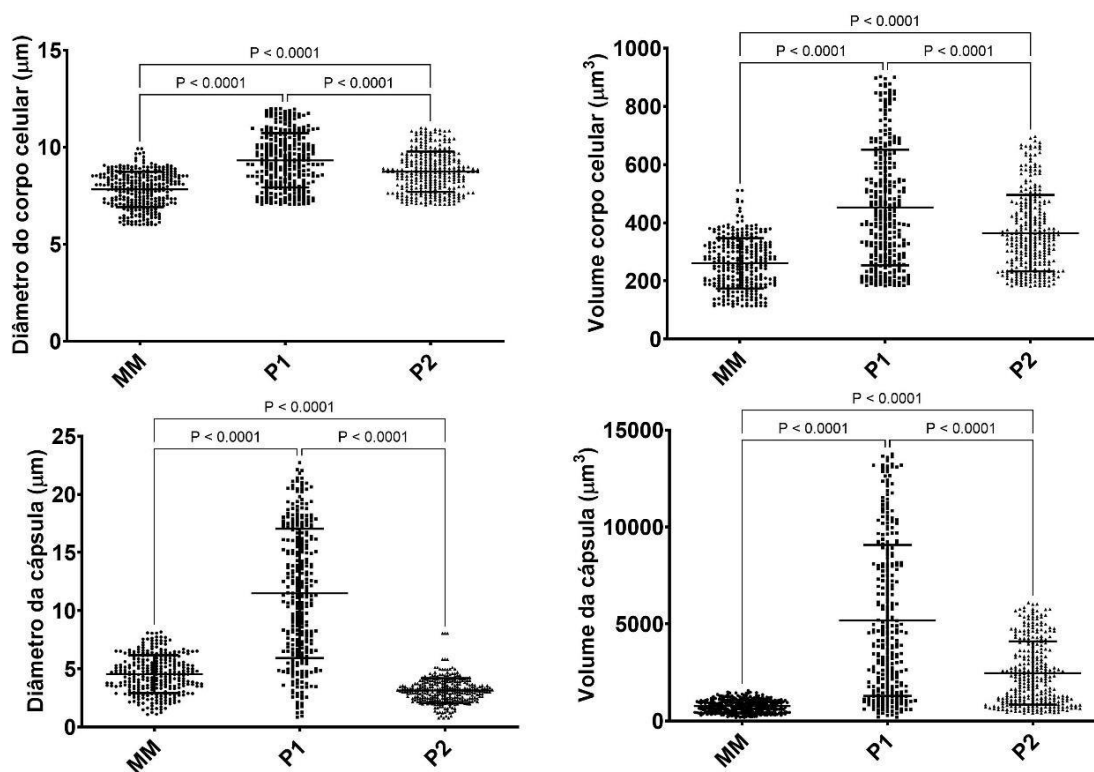 P < 0.0001
P < 0.0001
P < 0.0001
Diâmetro do corpo celular (μm)
15
10
5
0
MM
P1
P2
P < 0.0001
P < 0.0001
P < 0.0001
Volume corpo celular (μm³)
1000
800
600
400
200
0
MM
P1
P2
P < 0.0001
P < 0.0001
P < 0.0001
Diâmetro da cápsula (μm)
25
20
15
10
5
0
MM
P1
P2
P < 0.0001
P < 0.0001
P < 0.0001
Volume da cápsula (μm³)
15000
10000
5000
0
MM
P1
P2